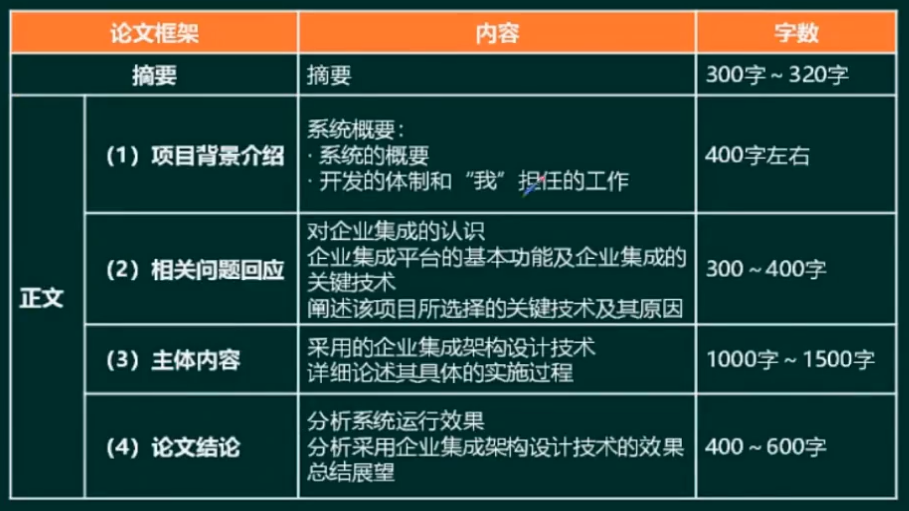 论文框架
内容
字数
摘要
摘要
300字～320字
正文
（1）项目背景介绍
系统概要：
· 系统的概要
· 开发的体制和“我”担任的工作
400字左右
（2）相关问题回应
对企业集成的认识
企业集成平台的基本功能及企业集成的
关键技术
阐述该项目所选择的关键技术及其原因
300～400字
（3）主体内容
采用的企业集成架构设计技术
详细论述其具体的实施过程
1000字～1500字
（4）论文结论
分析系统运行效果
分析采用企业集成架构设计技术的效果
总结展望
400～600字